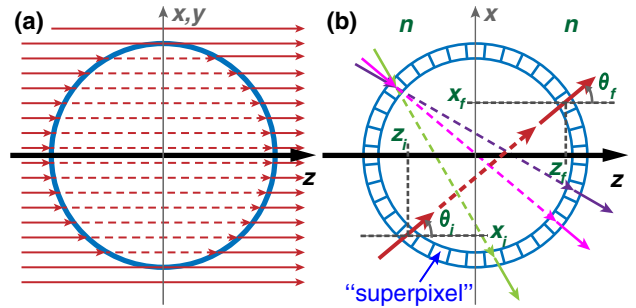 (a)
x,y
z
(b)
n
x
n
x_f
θ_f
z_i
z_f
z
θ_i
x_i
“superpixel”